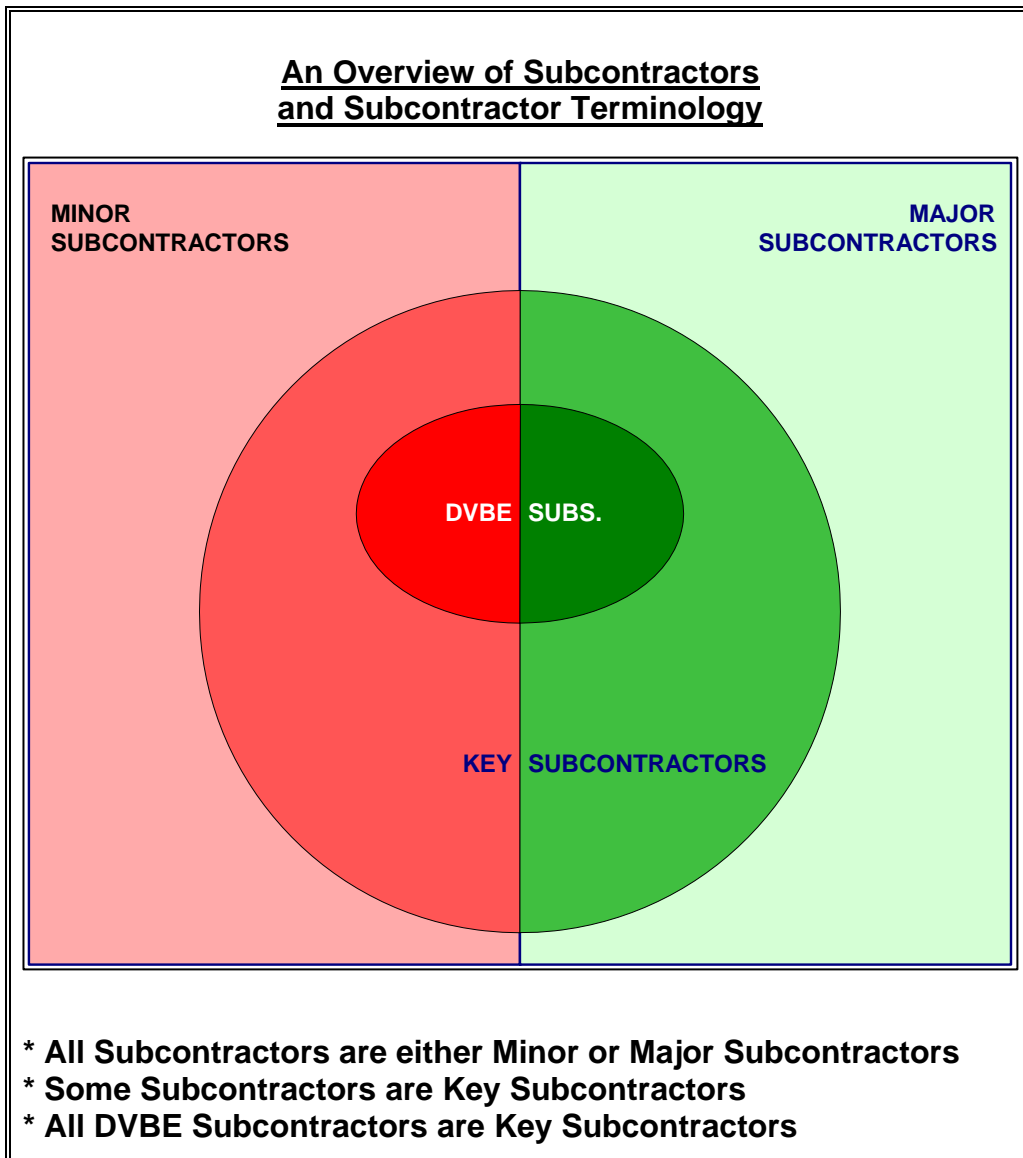 An Overview of Subcontractors
and Subcontractor Terminology
MINOR
SUBCONTRACTORS
MAJOR
SUBCONTRACTORS
DVBE SUBS.
KEY SUBCONTRACTORS
* All Subcontractors are either Minor or Major Subcontractors
* Some Subcontractors are Key Subcontractors
* All DVBE Subcontractors are Key Subcontractors